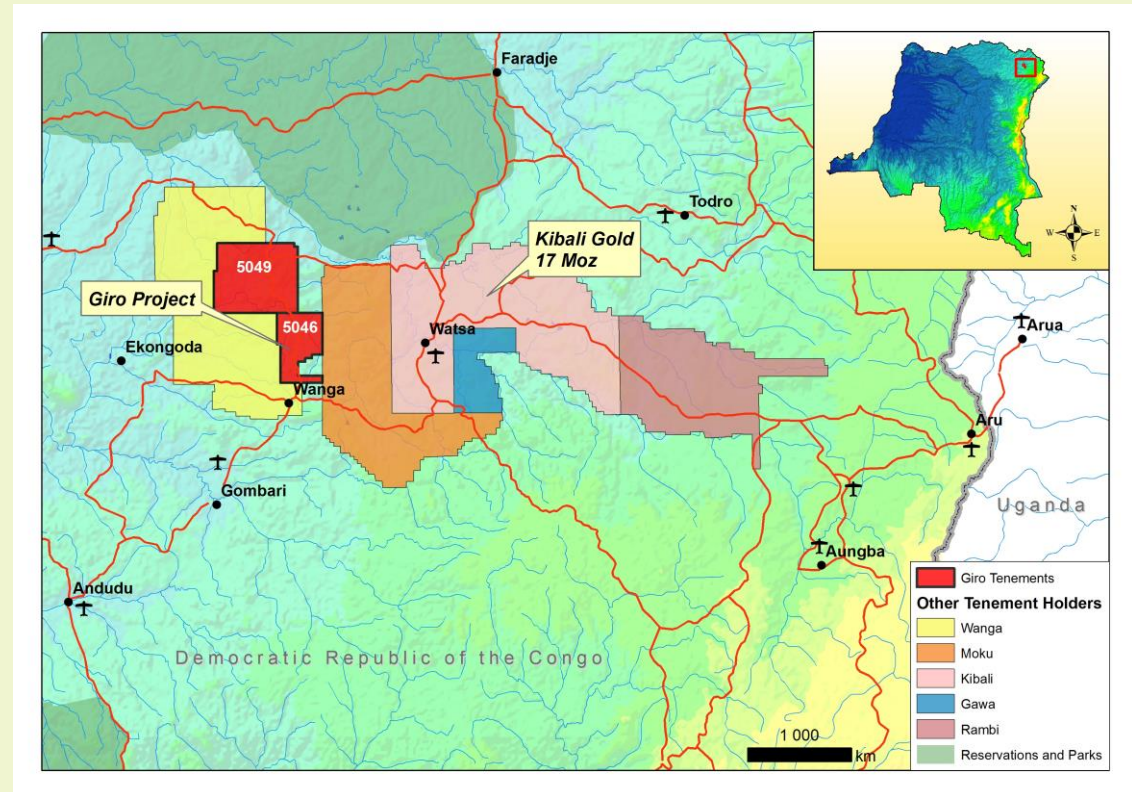 Faradje
Todro
Kibali Gold
17 Moz
5049
Giro Project
5046
Ekongoda
Watsa
Wanga
Arua
Aru
Gombari
Uganda
Aungba
Andudu
Democratic Republic of the Congo
N
W E
S
Giro Tenements
Other Tenement Holders
Wanga
Moku
Kibali
Gawa
Rambi
Reservations and Parks
1 000
km